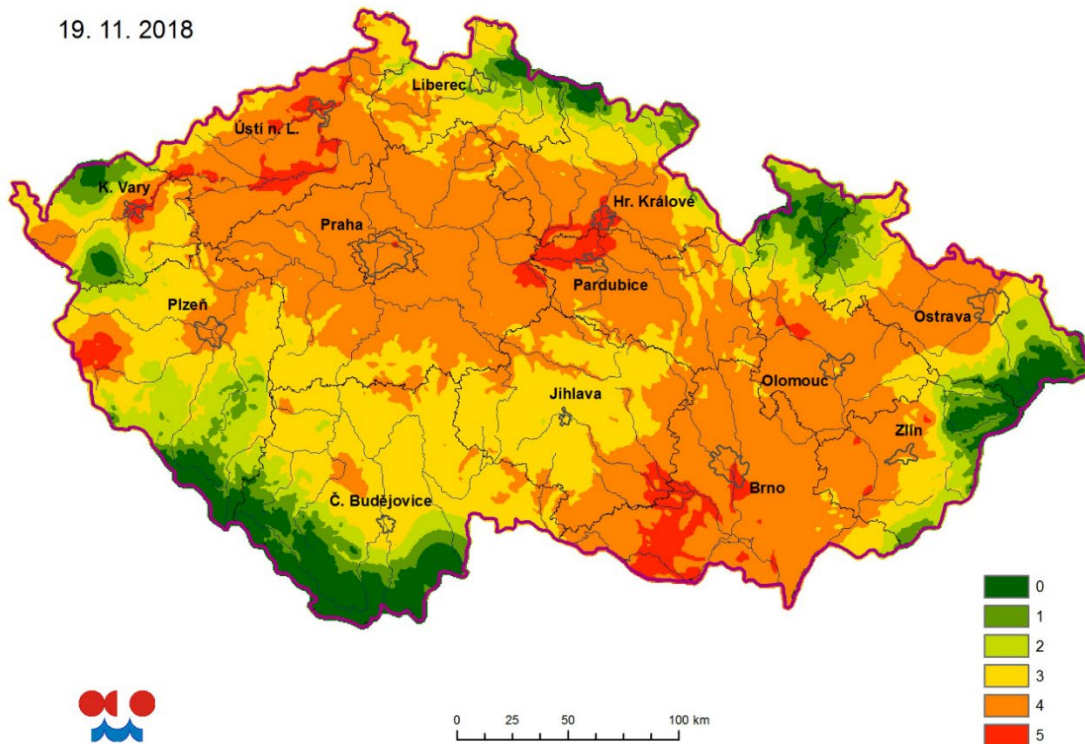 19. 11. 2018
Liberec
Ústí n. L.
K. Vary
Hr. Králové
Praha
Pardubice
Plzeň
Ostrava
Olomouc
Jihlava
Zlín
Brno
Č. Budějovice
0
1
2
3
4
5
0 25 50 100 km